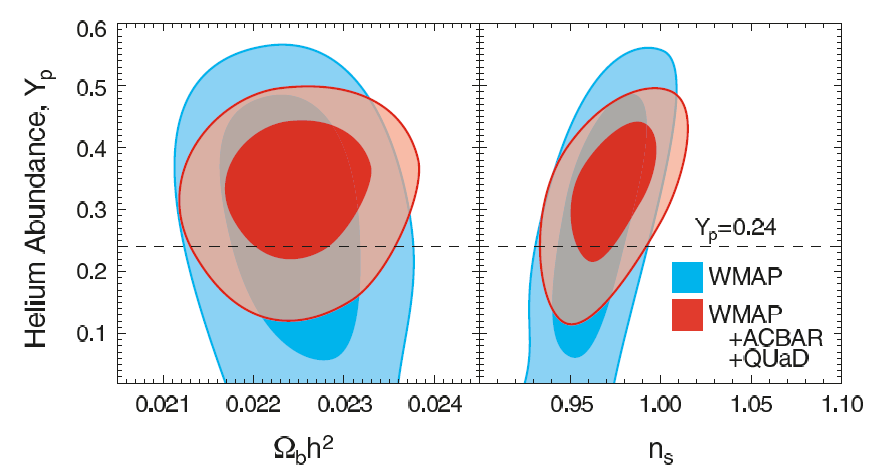 Helium Abundance, Yp
0.6
0.5
0.4
0.3
0.2
0.1
0.021
0.022
0.023
0.024
Ωbh²
Yp=0.24
WMAP
WMAP
+ACBAR
+QUaD
0.95
1.00
1.05
1.10
ns